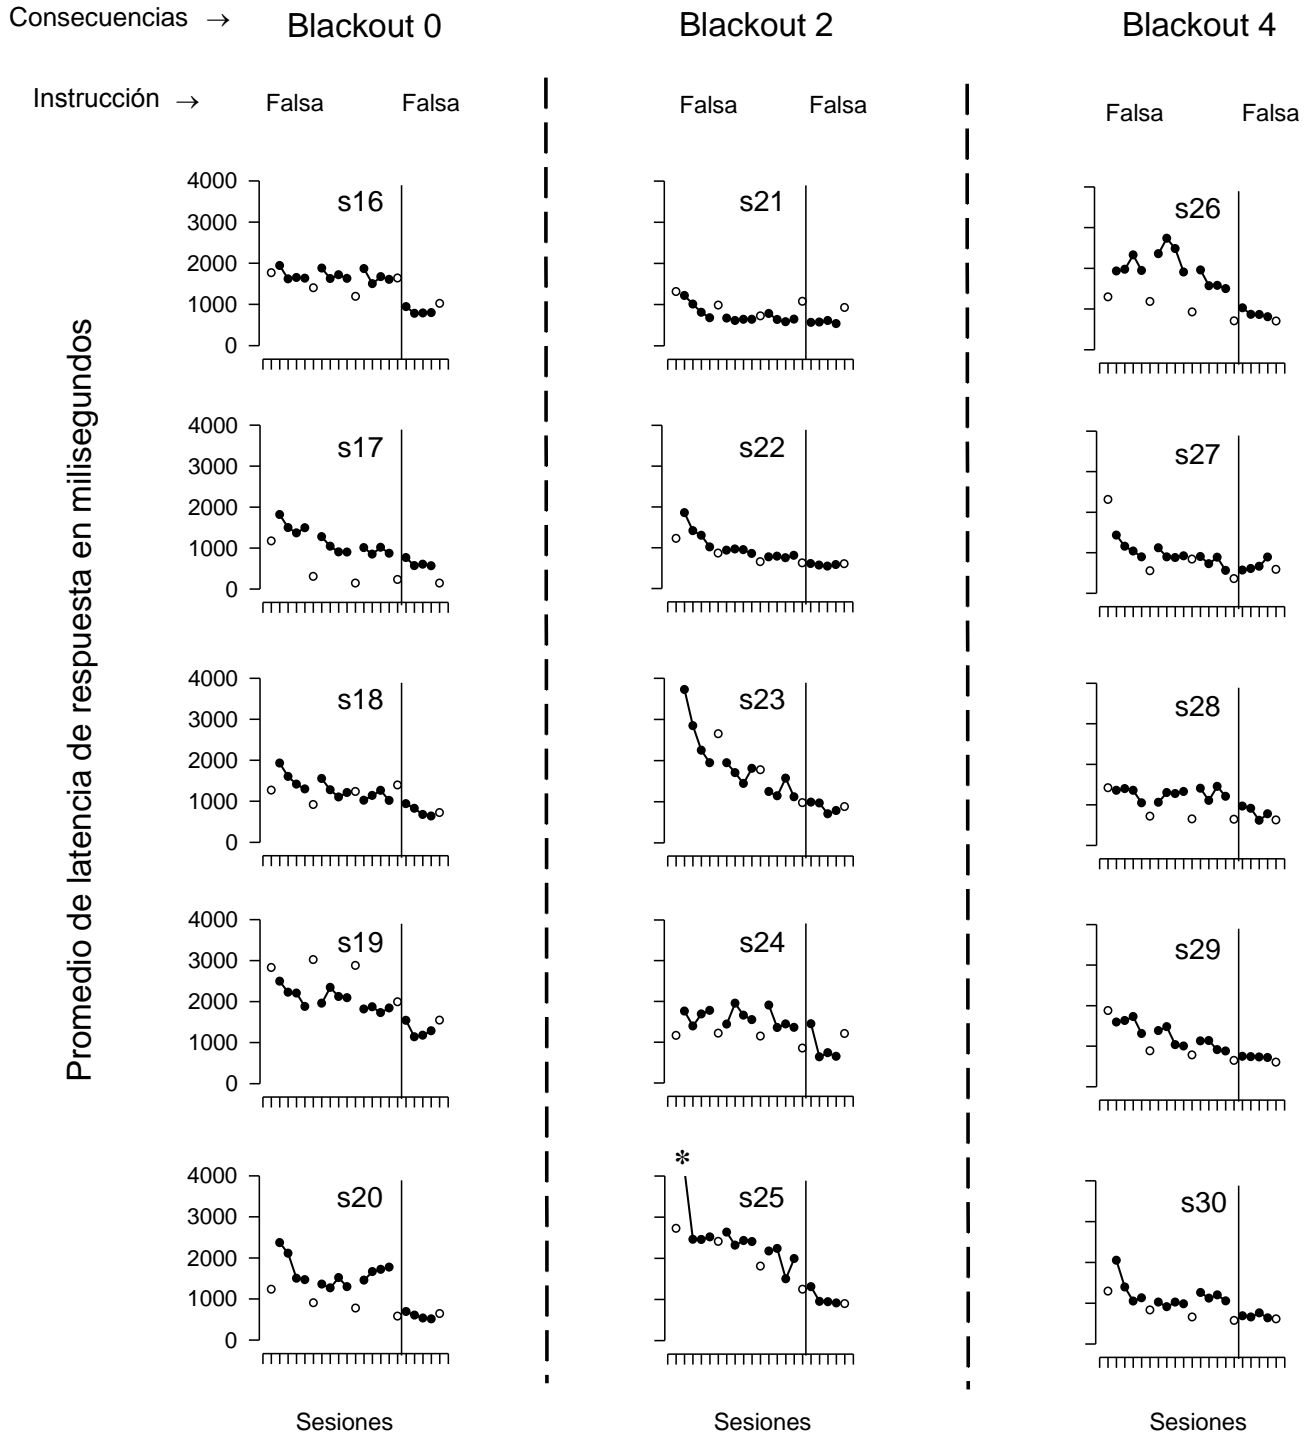 Consecuencias → Blackout 0 Blackout 2 Blackout 4
Instrucción → Falsa Falsa Falsa Falsa Falsa Falsa
Promedio de latencia de respuesta en milisegundos
4000
3000
2000
1000
0
s16
s21
s26
4000
3000
2000
1000
0
s17
s22
s27
4000
3000
2000
1000
0
s18
s23
s28
4000
3000
2000
1000
0
s19
s24
s29
*
4000
3000
2000
1000
0
s20
s25
s30
Sesiones Sesiones Sesiones